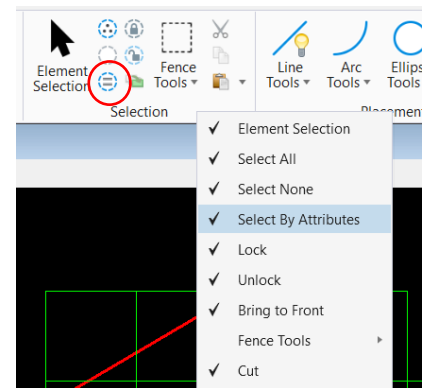 Element
Selection
Fence
Tools
Line
Tools
Arc
Tools
Ellips
Tools
Selection
Placement
Element Selection
Select All
Select None
Select By Attributes
Lock
Unlock
Bring to Front
Fence Tools
Cut